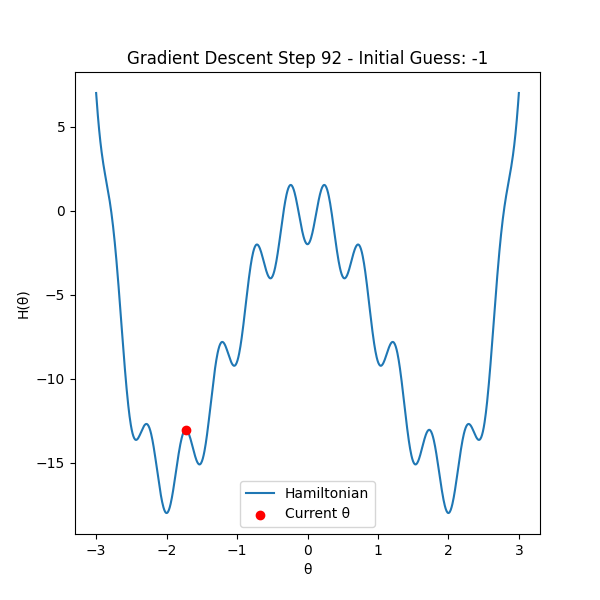 Gradient Descent Step 92 - Initial Guess: -1
H(θ)
5
0
−5
−10
−15
Hamiltonian
Current θ
−3
−2
−1
0
1
2
3
θ